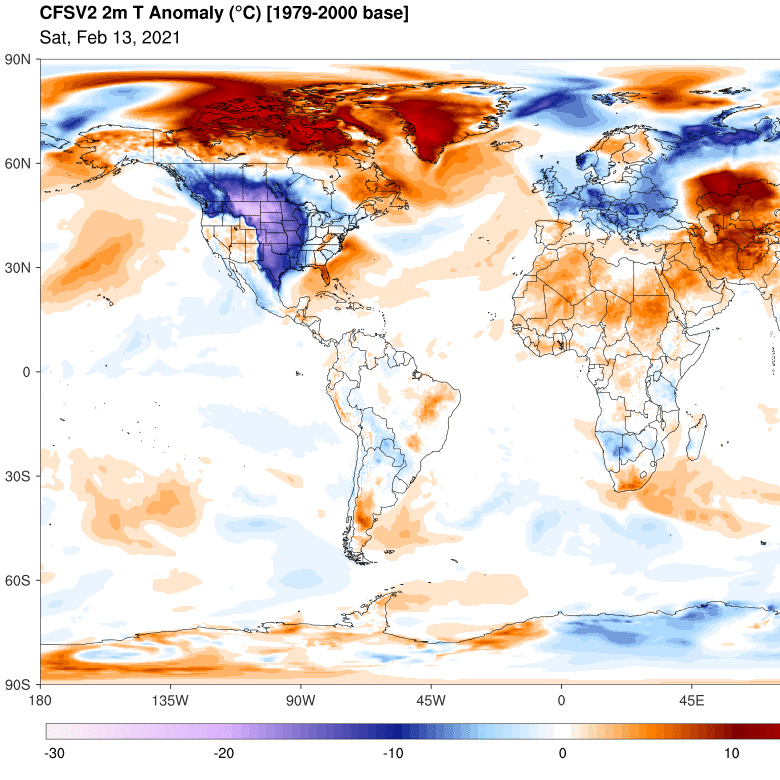 CFSV2 2m T Anomaly (°C) [1979-2000 base]
Sat, Feb 13, 2021
90N
60N
30N
0
30S
60S
90S
180 135W 90W 45W 0 45E
-30 -20 -10 0 10